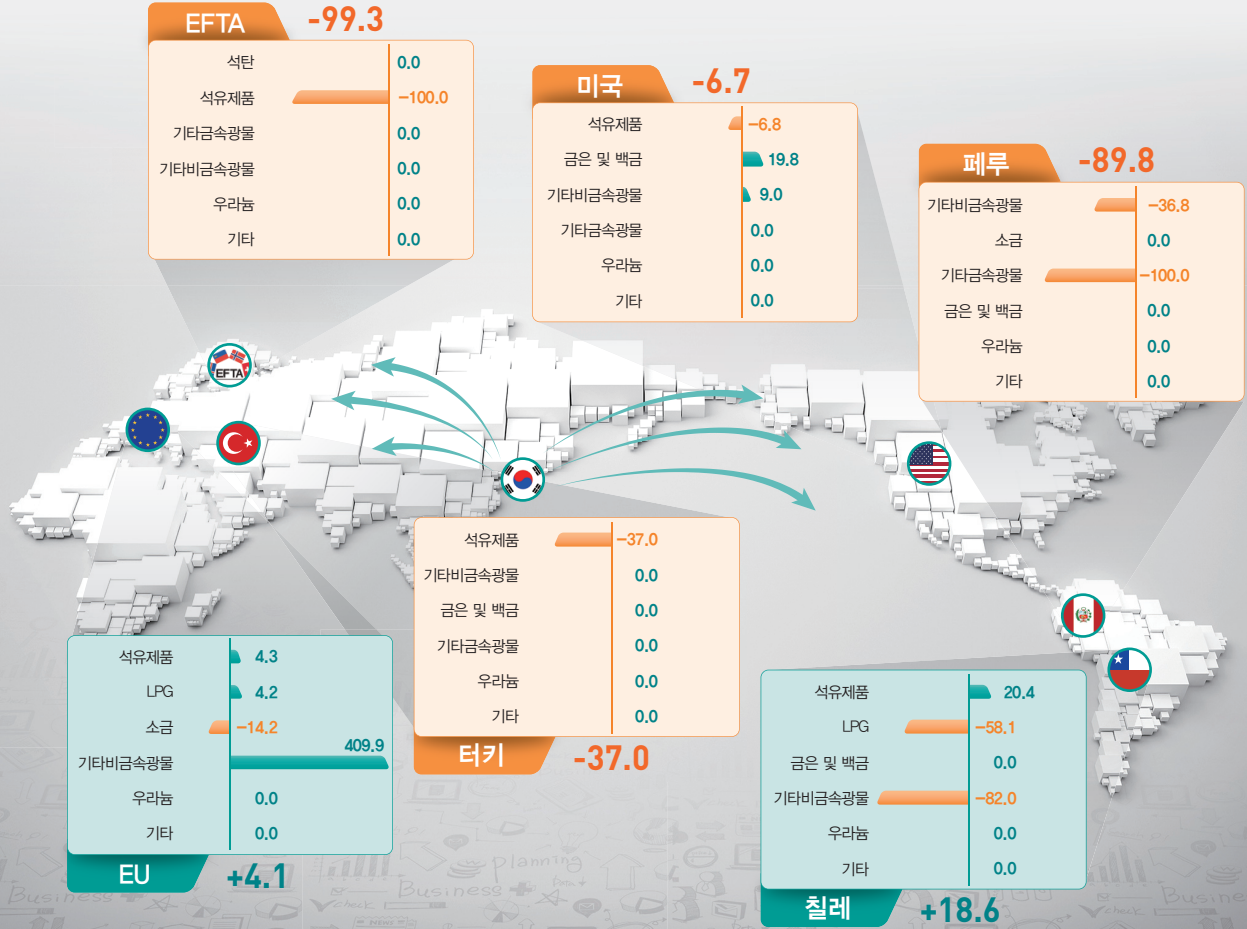 EFTA -99.3
석탄 0.0
석유제품 -100.0
기타금속광물 0.0
기타비금속광물 0.0
우라늄 0.0
기타 0.0
미국 -6.7
석유제품 -6.8
금은 및 백금 19.8
기타비금속광물 9.0
기타금속광물 0.0
우라늄 0.0
기타 0.0
페루 -89.8
기타비금속광물 -36.8
소금 0.0
기타금속광물 -100.0
금은 및 백금 0.0
우라늄 0.0
기타 0.0
EFTA
석유제품 -37.0
기타비금속광물 0.0
금은 및 백금 0.0
기타금속광물 0.0
우라늄 0.0
기타 0.0
터키 -37.0
석유제품 4.3
LPG 4.2
소금 -14.2
기타비금속광물 409.9
우라늄 0.0
기타 0.0
EU +4.1
석유제품 20.4
LPG -58.1
금은 및 백금 0.0
기타비금속광물 -82.0
우라늄 0.0
기타 0.0
칠레 +18.6
Planning
Business
check
Business
check